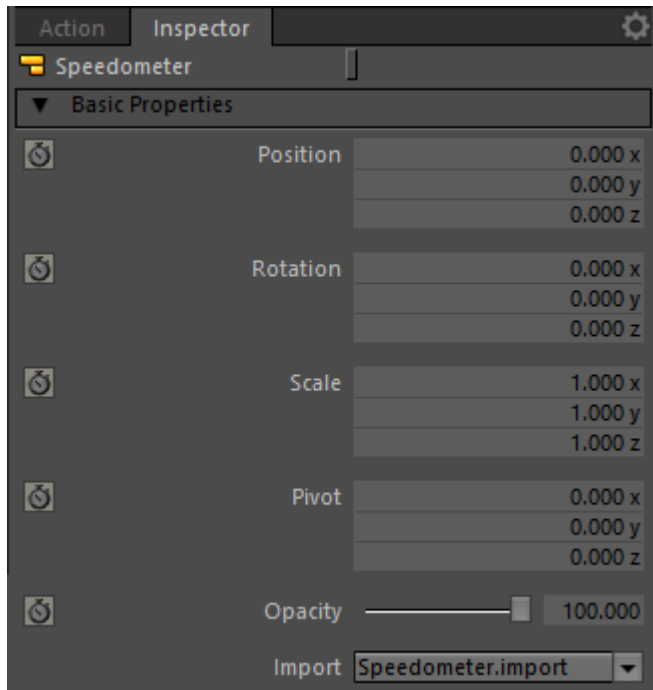 Action Inspector
Speedometer
Basic Properties
Position 0.000 x
0.000 y
0.000 z
Rotation 0.000 x
0.000 y
0.000 z
Scale 1.000 x
1.000 y
1.000 z
Pivot 0.000 x
0.000 y
0.000 z
Opacity 100.000
Import Speedometer.import